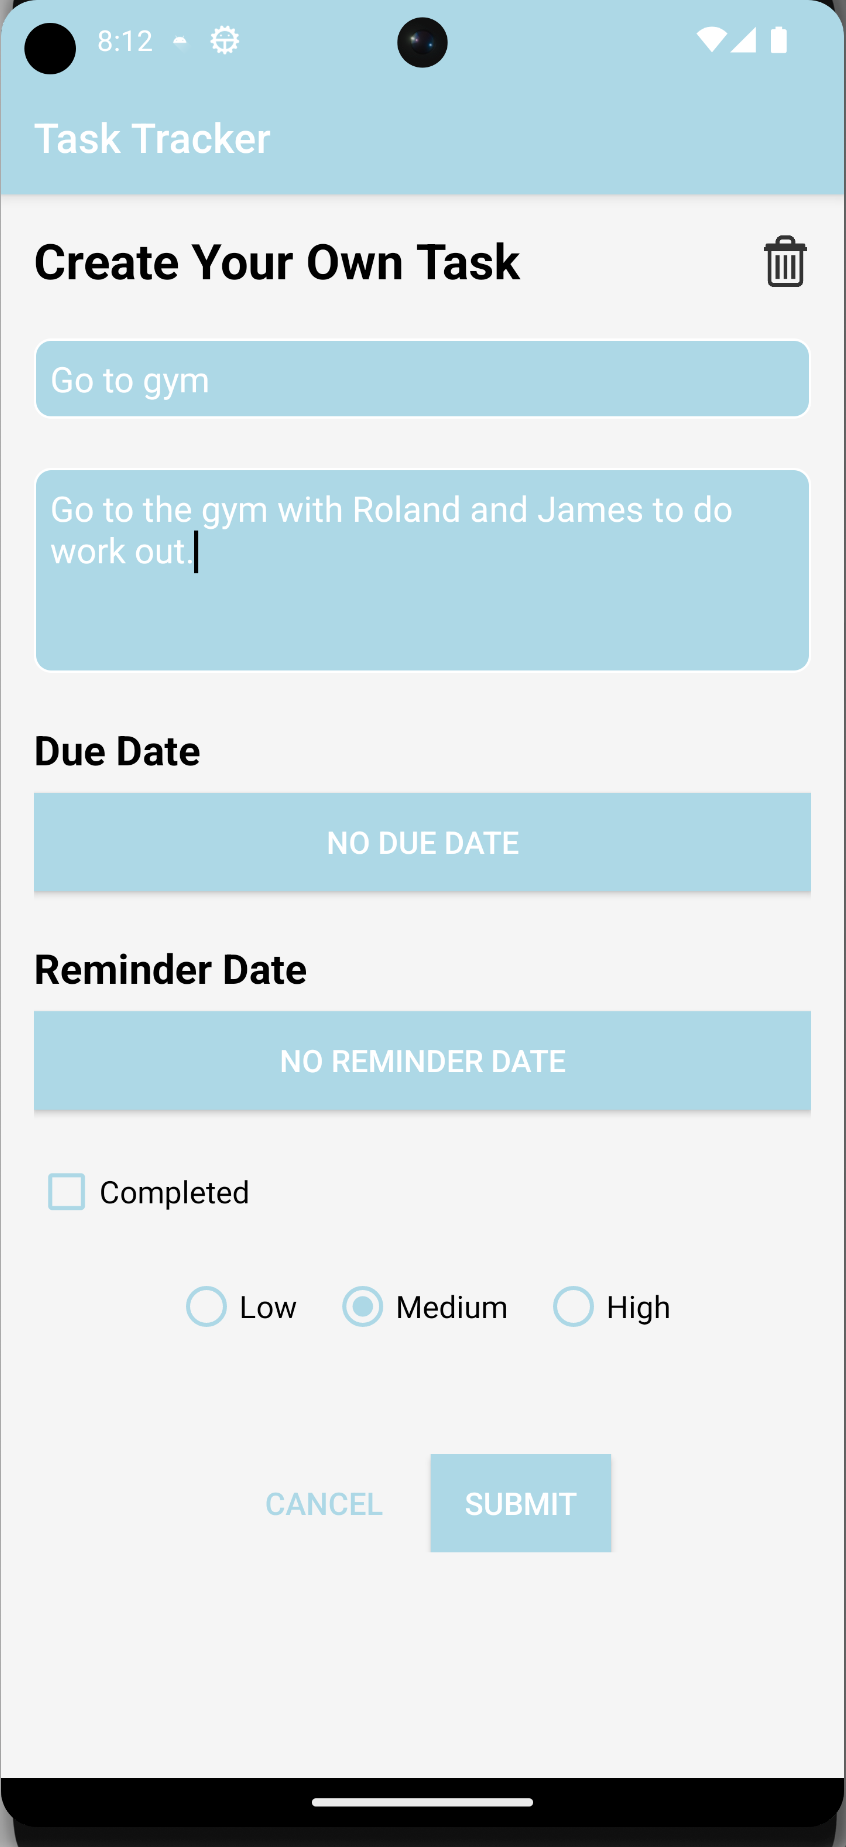 8:12
Task Tracker
Create Your Own Task
Go to gym
Go to the gym with Roland and James to do
work out.
Due Date
NO DUE DATE
Reminder Date
NO REMINDER DATE
Completed
Low Medium High
CANCEL SUBMIT